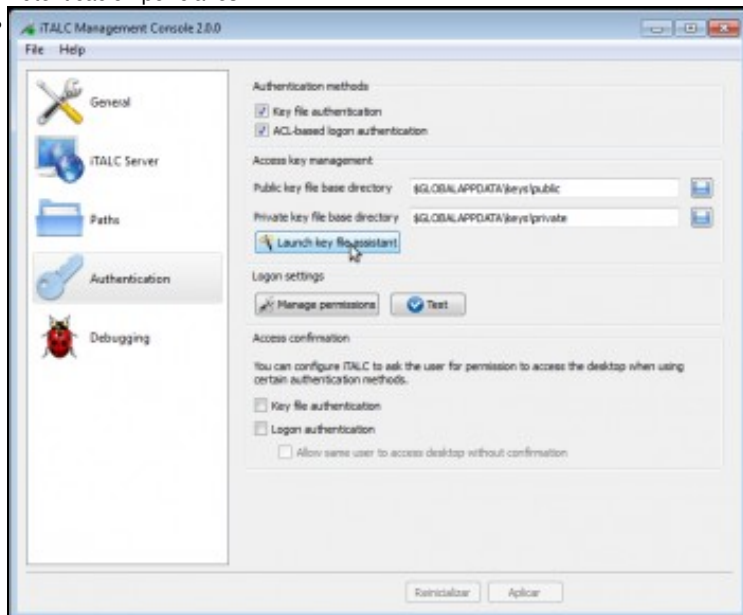 iTALC Management Console 2.0.0
File Help
General
iTALC Server
Paths
Authentication
Debugging
Authentication methods
Key file authentication
ACL-based logon authentication
Access key management
Public key file base directory
$GLOBALAPPDATA\keys\public
Private key file base directory
$GLOBALAPPDATA\keys\private
Launch key file assistant
Logon settings
Manage permissions
Test
Access confirmation
You can configure iTALC to ask the user for permission to access the desktop when using
certain authentication methods.
Key file authentication
Logon authentication
Allow same user to access desktop without confirmation
Reinicializar
Aplicar